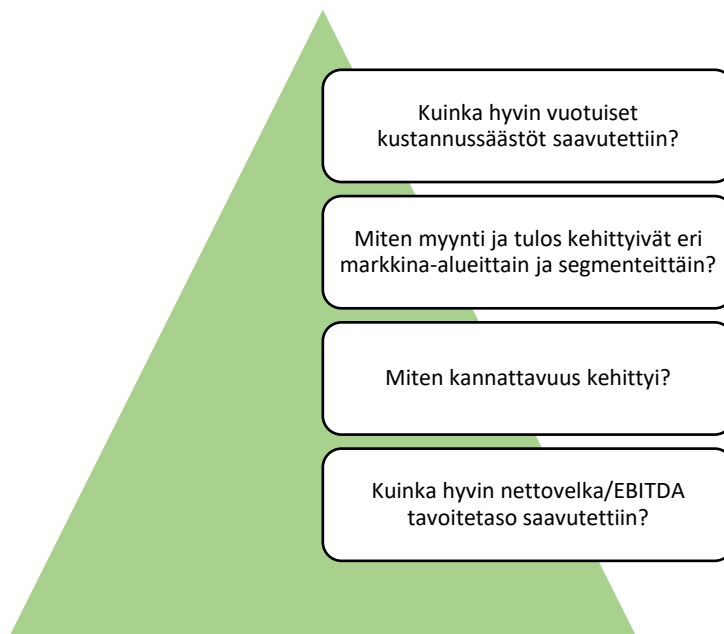 Kuinka hyvin vuotuiset
kustannussäästöt saavutettiin?
Miten myynti ja tulos kehittyivät eri
markkina-alueittain ja segmenteittäin?
Miten kannattavuus kehittyi?
Kuinka hyvin nettovelka/EBITDA
tavoitetaso saavutettiin?